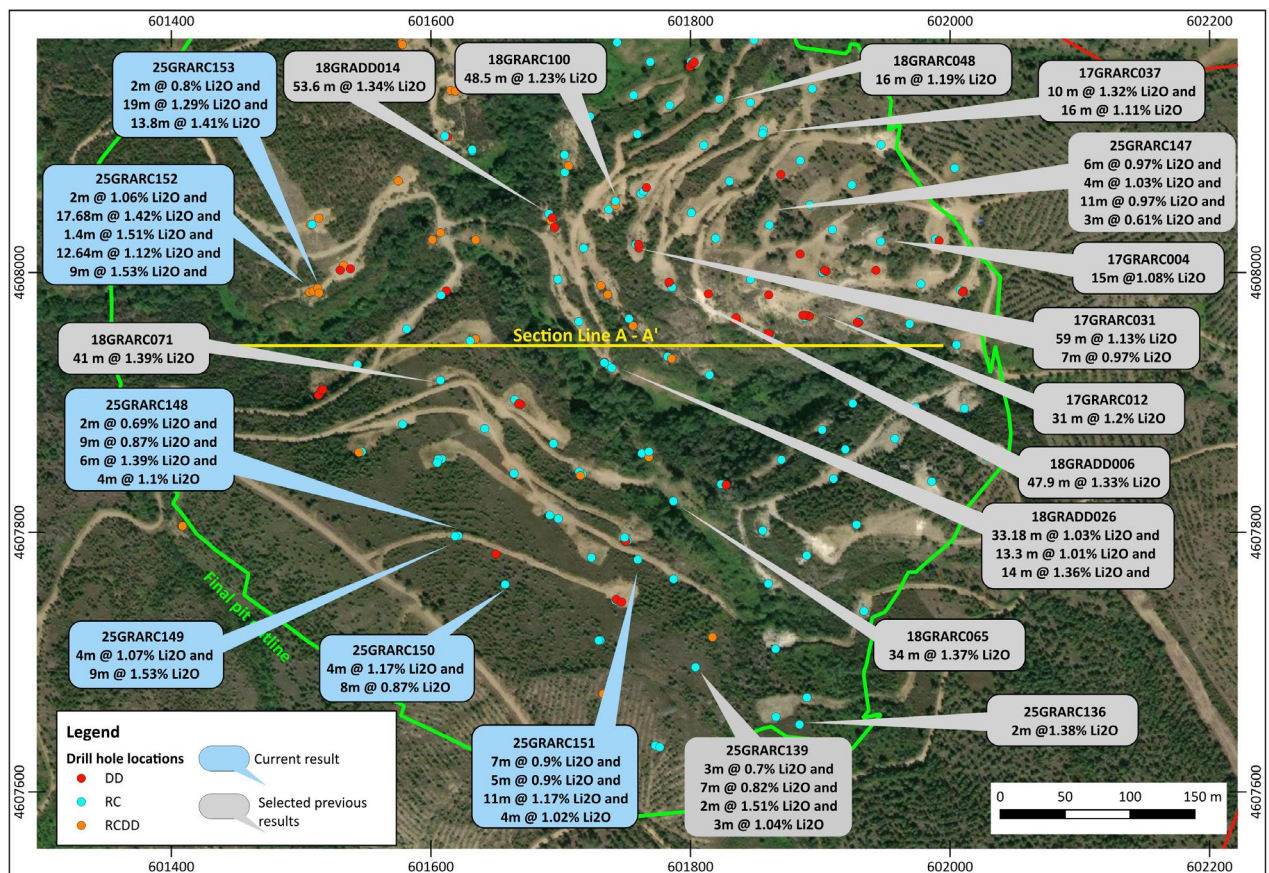 601400
601600
601800
602000
602200
25GRARC153
2m @ 0.8% Li2O and
19m @ 1.29% Li2O and
13.8m @ 1.41% Li2O
18GRADD014
53.6 m @ 1.34% Li2O
18GRARC100
48.5 m @ 1.23% Li2O
18GRARC048
16 m @ 1.19% Li2O
17GRARC037
10 m @ 1.32% Li2O and
16 m @ 1.11% Li2O
25GRARC147
6m @ 0.97% Li2O and
4m @ 1.03% Li2O and
11m @ 0.97% Li2O and
3m @ 0.61% Li2O
25GRARC152
2m @ 1.06% Li2O and
17.68m @ 1.42% Li2O and
1.4m @ 1.51% Li2O and
12.64m @ 1.12% Li2O and
9m @ 1.53% Li2O and
17GRARC004
15m @1.08% Li2O
4608000
4608000
17GRARC031
59 m @ 1.13% Li2O
7m @ 0.97% Li2O
Section Line A - A'
18GRARC071
41 m @ 1.39% Li2O
17GRARC012
31 m @ 1.2% Li2O
25GRARC148
2m @ 0.69% Li2O and
9m @ 0.87% Li2O and
6m @ 1.39% Li2O and
4m @ 1.1% Li2O
18GRADD006
47.9 m @ 1.33% Li2O
18GRADD026
33.18 m @ 1.03% Li2O and
13.3 m @ 1.01% Li2O and
14 m @ 1.36% Li2O and
4607800
4607800
Final pit outline
25GRARC149
4m @ 1.07% Li2O and
9m @ 1.53% Li2O
25GRARC150
4m @ 1.17% Li2O and
8m @ 0.87% Li2O
18GRARC065
34 m @ 1.37% Li2O
25GRARC136
2m @1.38% Li2O
25GRARC151
7m @ 0.9% Li2O and
5m @ 0.9% Li2O and
11m @ 1.17% Li2O and
4m @ 1.02% Li2O
25GRARC139
3m @ 0.7% Li2O and
7m @ 0.82% Li2O and
2m @ 1.51% Li2O and
3m @ 1.04% Li2O
Legend
Drill hole locations
DD
RC
RCDD
Current result
Selected previous
results
0 50 100 150 m
4607600
4607600
601400
601600
601800
602000
602200